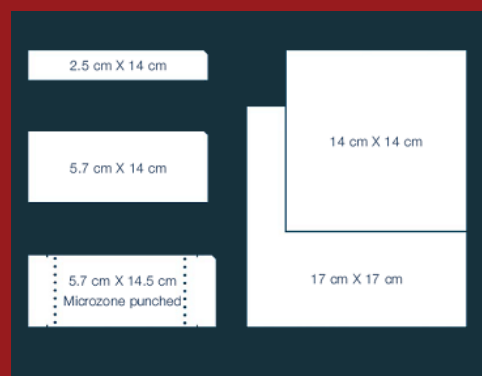 2.5 cm X 14 cm
5.7 cm X 14 cm
5.7 cm X 14.5 cm
Microzone punched
14 cm X 14 cm
17 cm X 17 cm